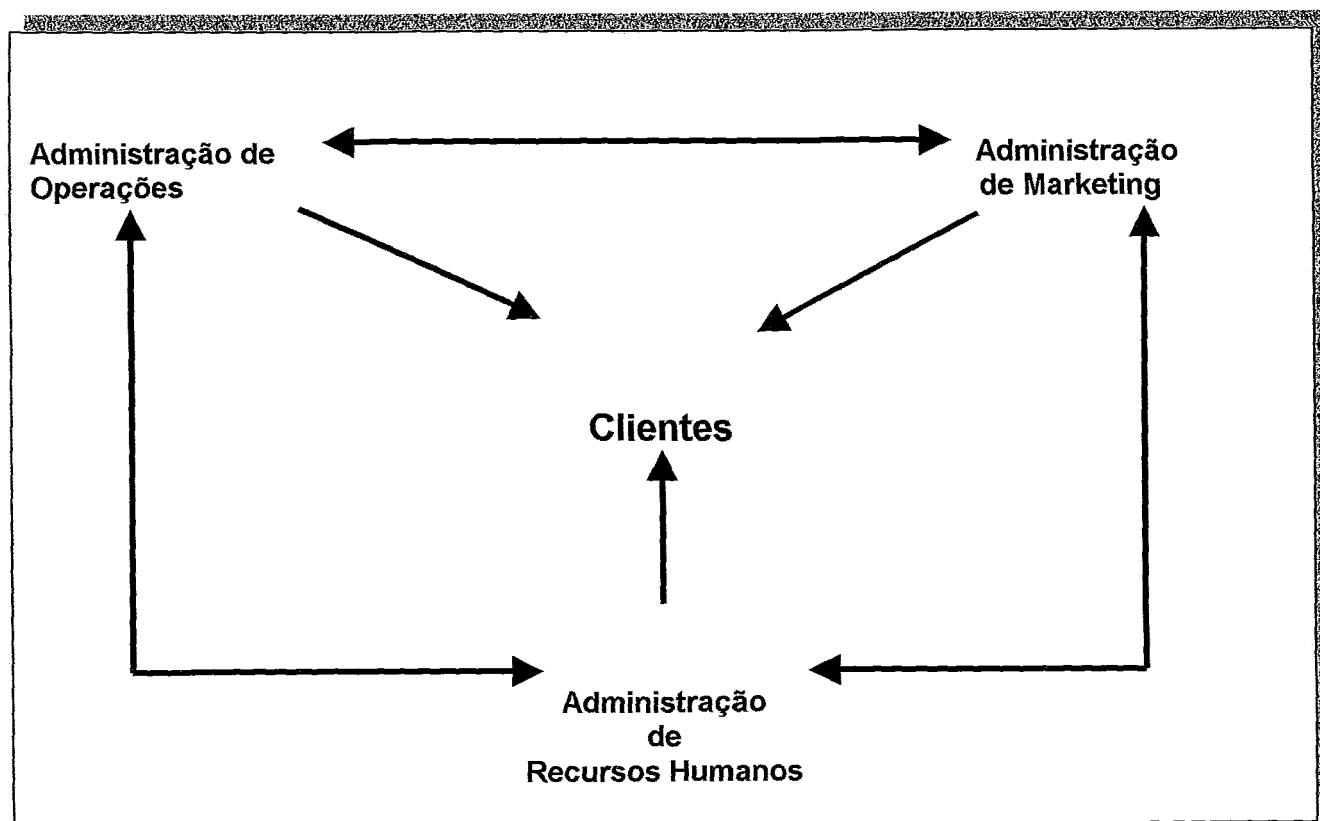 Administração de
Operações
Administração
de Marketing
Clientes
Administração
de
Recursos Humanos